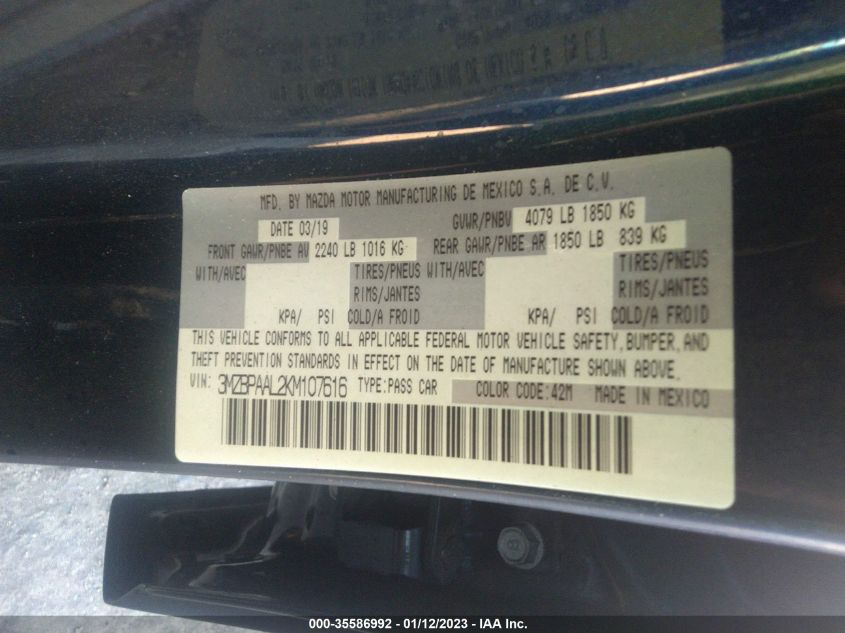 MFD. BY MAZDA MOTOR MANUFACTURING DE MEXICO S.A. DE C.V.
DATE 03/19 GVWR/PNBV 4079 LB 1850 KG
FRONT GAWR/PNBE AV 2240 LB 1016 KG REAR GAWR/PNBE AR 1850 LB 839 KG
WITH/AVEC TIRES/PNEUS WITH/AVEC TIRES/PNEUS
RIMS/JANTES RIMS/JANTES
KPA/ PSI COLD/A FROID KPA/ PSI COLD/A FROID
THIS VEHICLE CONFORMS TO ALL APPLICABLE FEDERAL MOTOR VEHICLE SAFETY, BUMPER, AND
THEFT PREVENTION STANDARDS IN EFFECT ON THE DATE OF MANUFACTURE SHOWN ABOVE.
VIN: 3MZBPAAL2KM107616 TYPE:PASS CAR COLOR CODE:42M MADE IN MEXICO
000-35586992 - 01/12/2023 - IAA Inc.